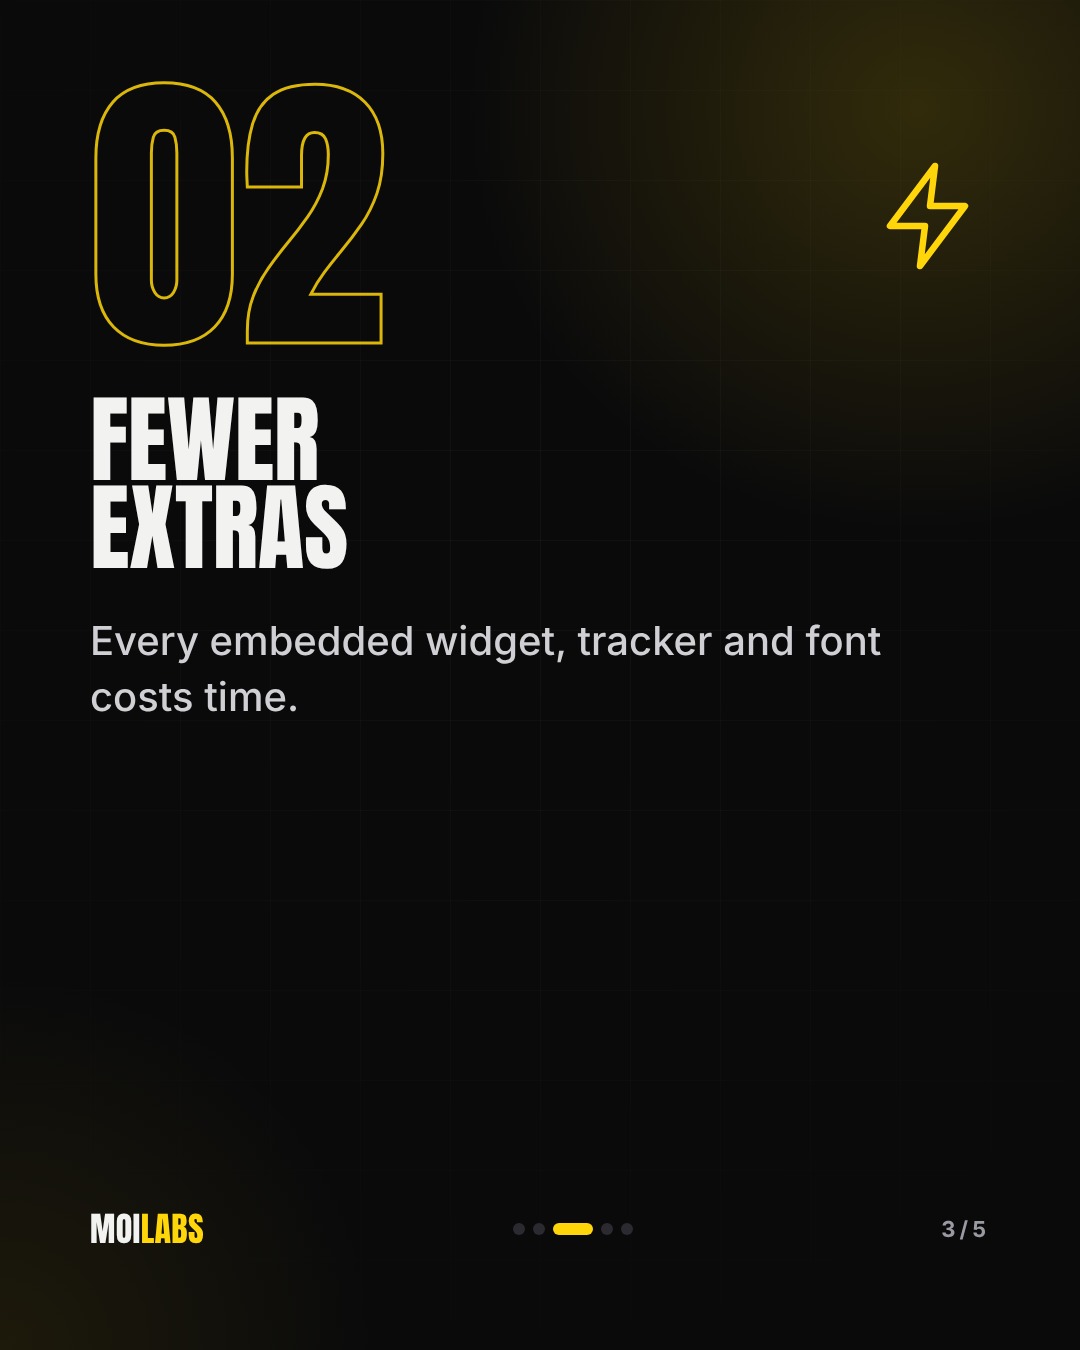 02
FEWER
EXTRAS
Every embedded widget, tracker and font
costs time.
MOILABS
3/5